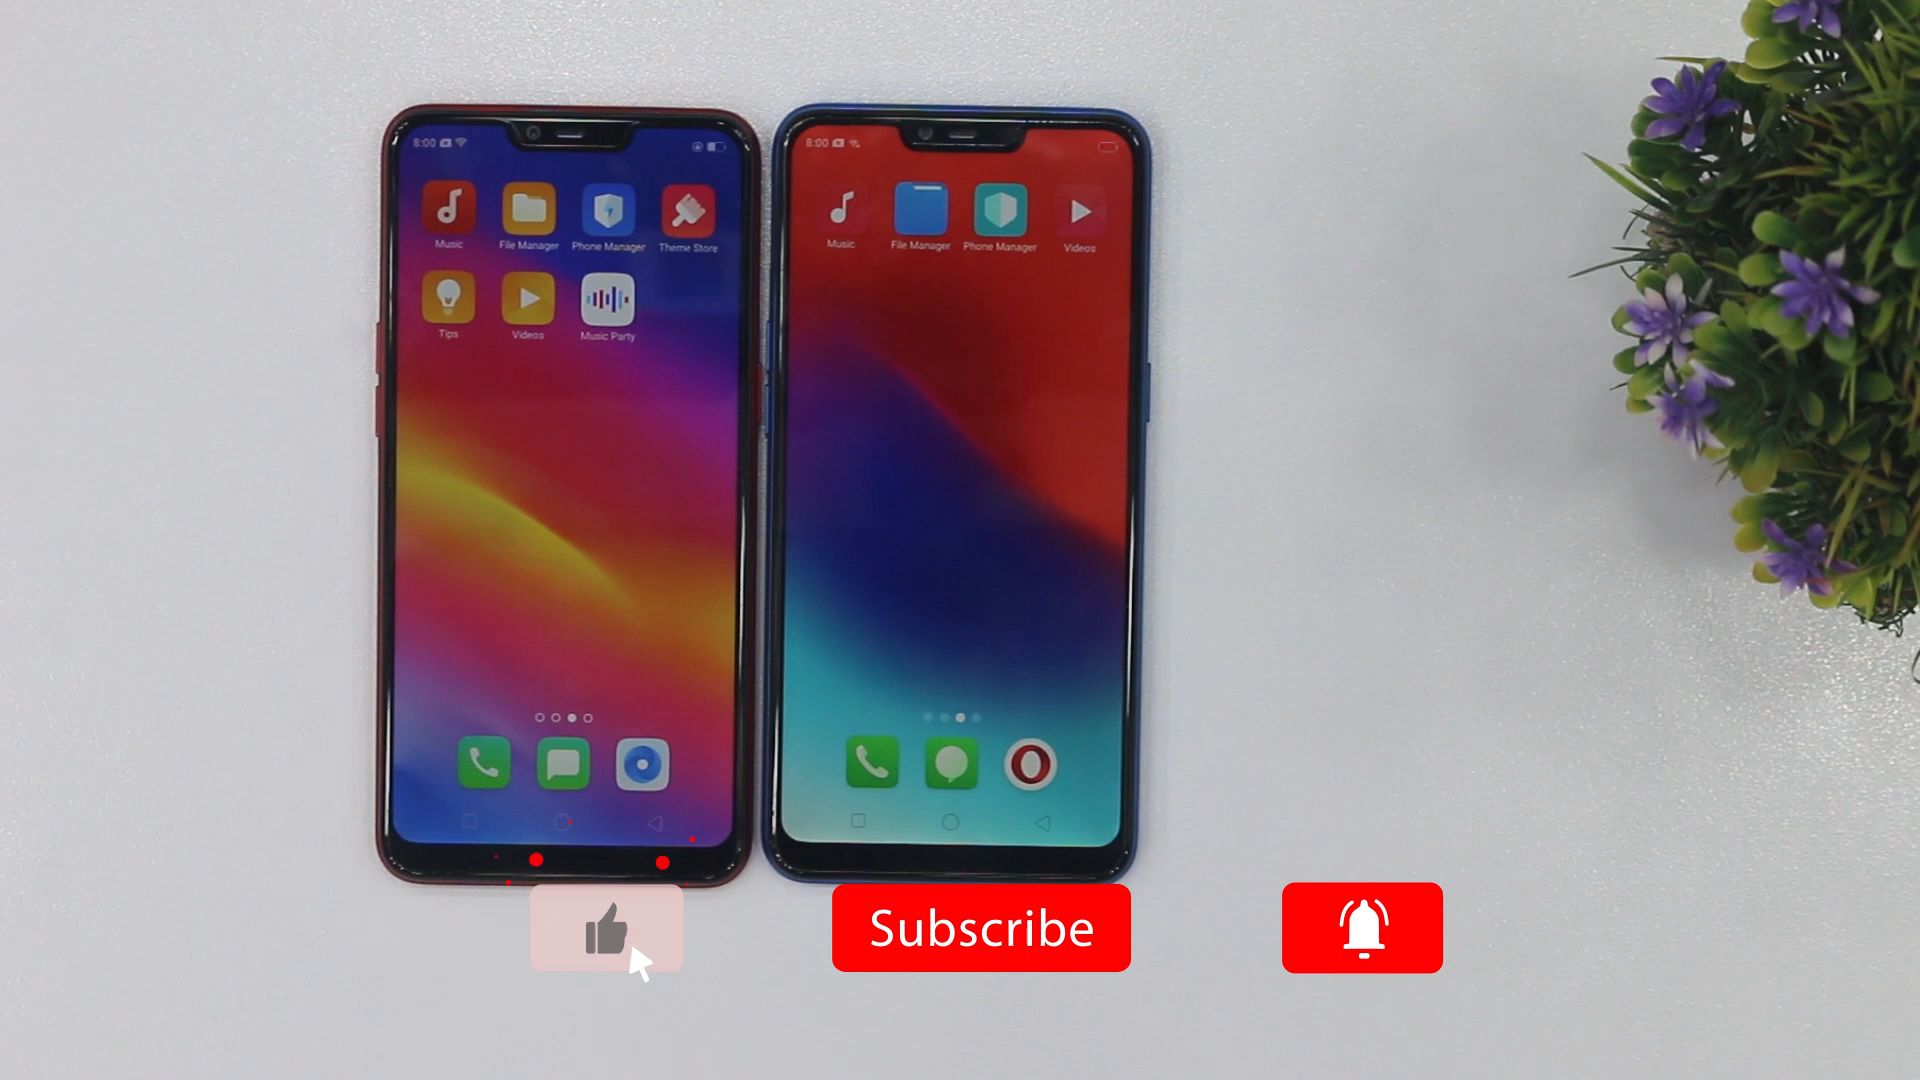 8:00
Music File Manager Phone Manager Theme Store
Tips Videos Music Party
8:00
Music File Manager Phone Manager Videos
Subscribe